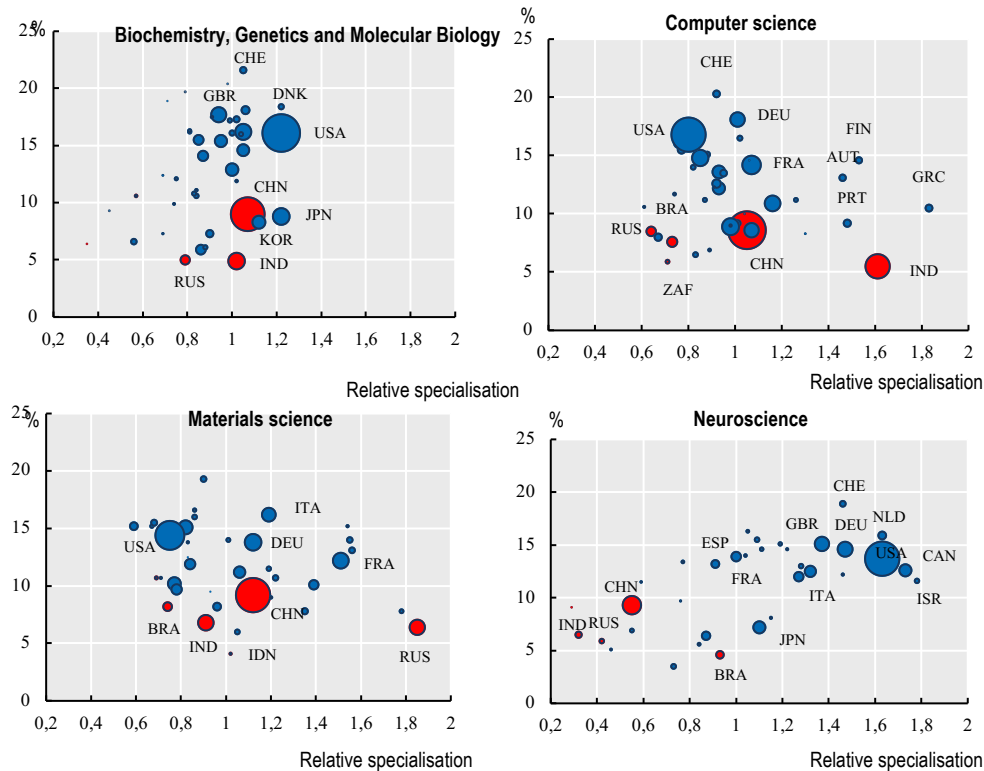 %
Biochemistry, Genetics and Molecular Biology
25
20
15
10
5
0
CHE
GBR
DNK
USA
CHN
JPN
KOR
IND
RUS
0,2 0,4 0,6 0,8 1 1,2 1,4 1,6 1,8 2
Relative specialisation
%
Computer science
25
20
15
10
5
0
CHE
USA
DEU
FIN
FRA
AUT
GRC
BRA
PRT
RUS
CHN
IND
ZAF
0,2 0,4 0,6 0,8 1 1,2 1,4 1,6 1,8 2
Relative specialisation
Materials science
25
20
15
10
5
0
ITA
USA
DEU
FRA
CHN
BRA
IND
IDN
RUS
0,2 0,4 0,6 0,8 1 1,2 1,4 1,6 1,8 2
Relative specialisation
%
Neuroscience
25
20
15
10
5
0
CHE
GBR
DEU
NLD
ESP
USA
CAN
FRA
ITA
ISR
CHN
IND
RUS
JPN
BRA
0,2 0,4 0,6 0,8 1 1,2 1,4 1,6 1,8 2
Relative specialisation